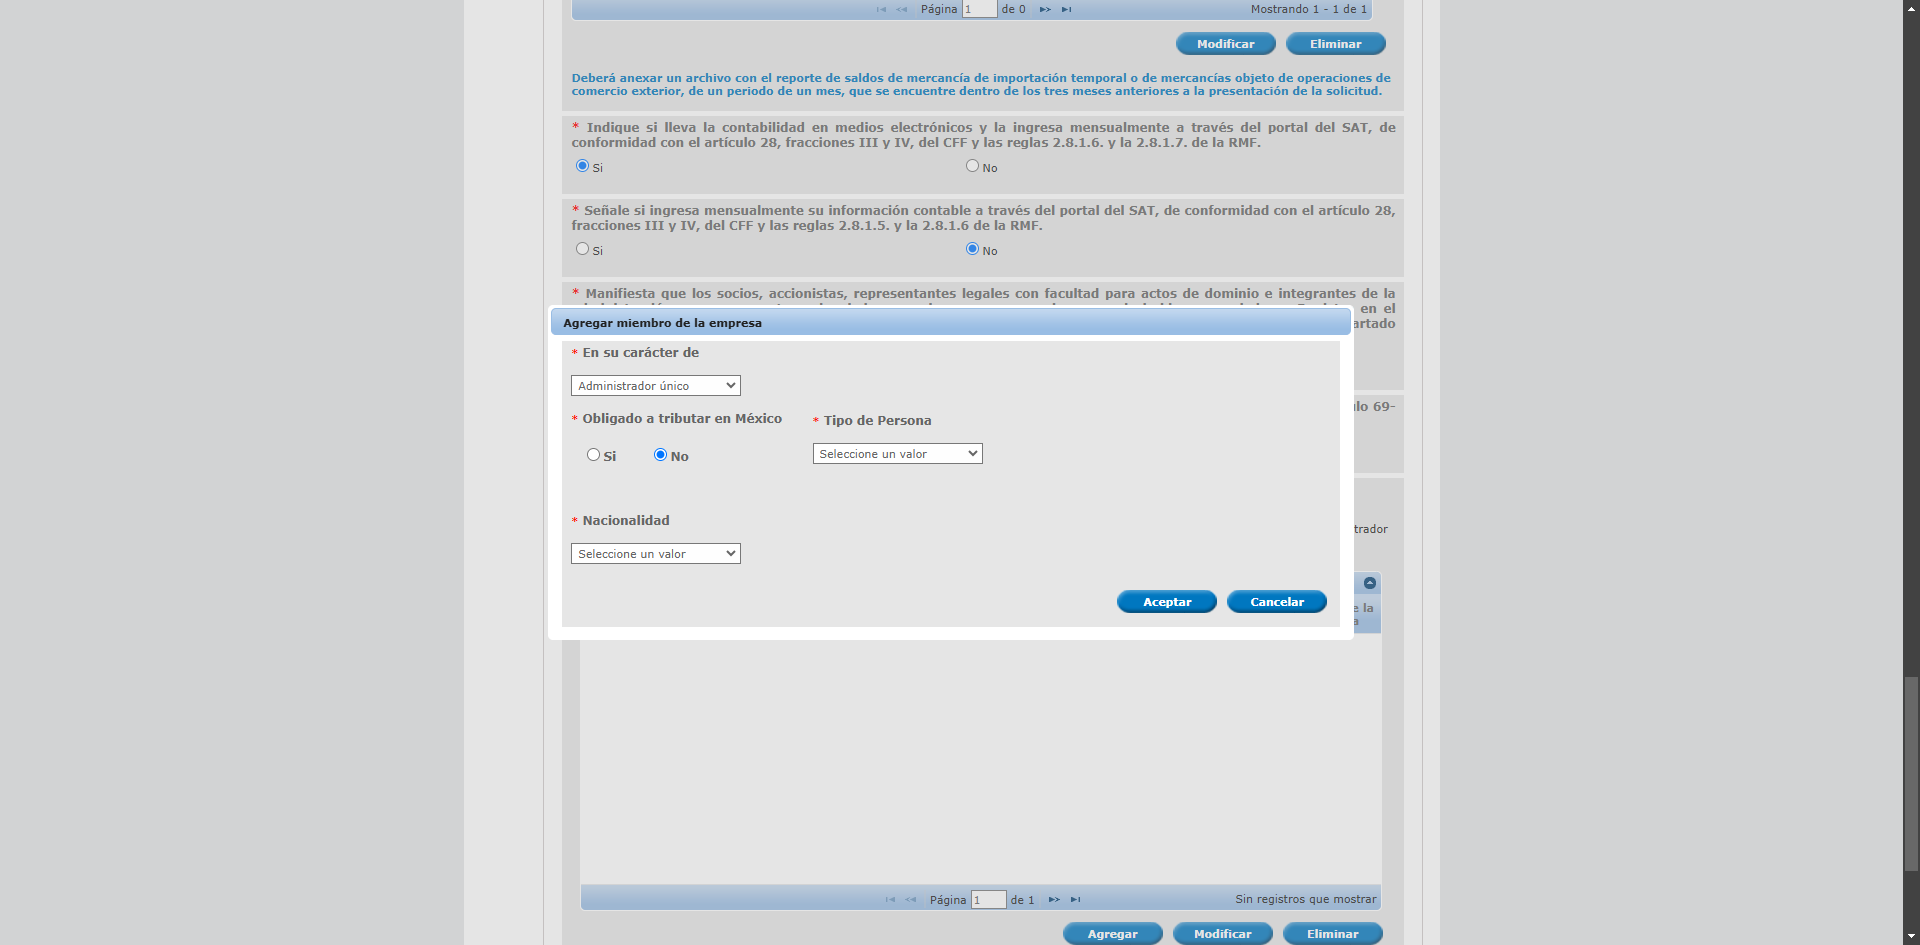 Página 1 de 0 Mostrando 1 - 1 de 1
Modificar Eliminar
Deberá anexar un archivo con el reporte de saldos de mercancía de importación temporal o de mercancías objeto de operaciones de
comercio exterior, de un periodo de un mes, que se encuentre dentro de los tres meses anteriores a la presentación de la solicitud.
* Indique si lleva la contabilidad en medios electrónicos y la ingresa mensualmente a través del portal del SAT, de
conformidad con el artículo 28, fracciones III y IV, del CFF y las reglas 2.8.1.6. y la 2.8.1.7. de la RMF.
Si No
* Señale si ingresa mensualmente su información contable a través del portal del SAT, de conformidad con el artículo 28,
fracciones III y IV, del CFF y las reglas 2.8.1.5. y la 2.8.1.6 de la RMF.
Si No
* Manifiesta que los socios, accionistas, representantes legales con facultad para actos de dominio e integrantes de la
en el
artado
Agregar miembro de la empresa
* En su carácter de
Administrador único
* Obligado a tributar en México * Tipo de Persona
Si No Seleccione un valor
* Nacionalidad
Seleccione un valor
Aceptar Cancelar
lo 69-
trador
e la
a
Página 1 de 1 Sin registros que mostrar
Agregar Modificar Eliminar